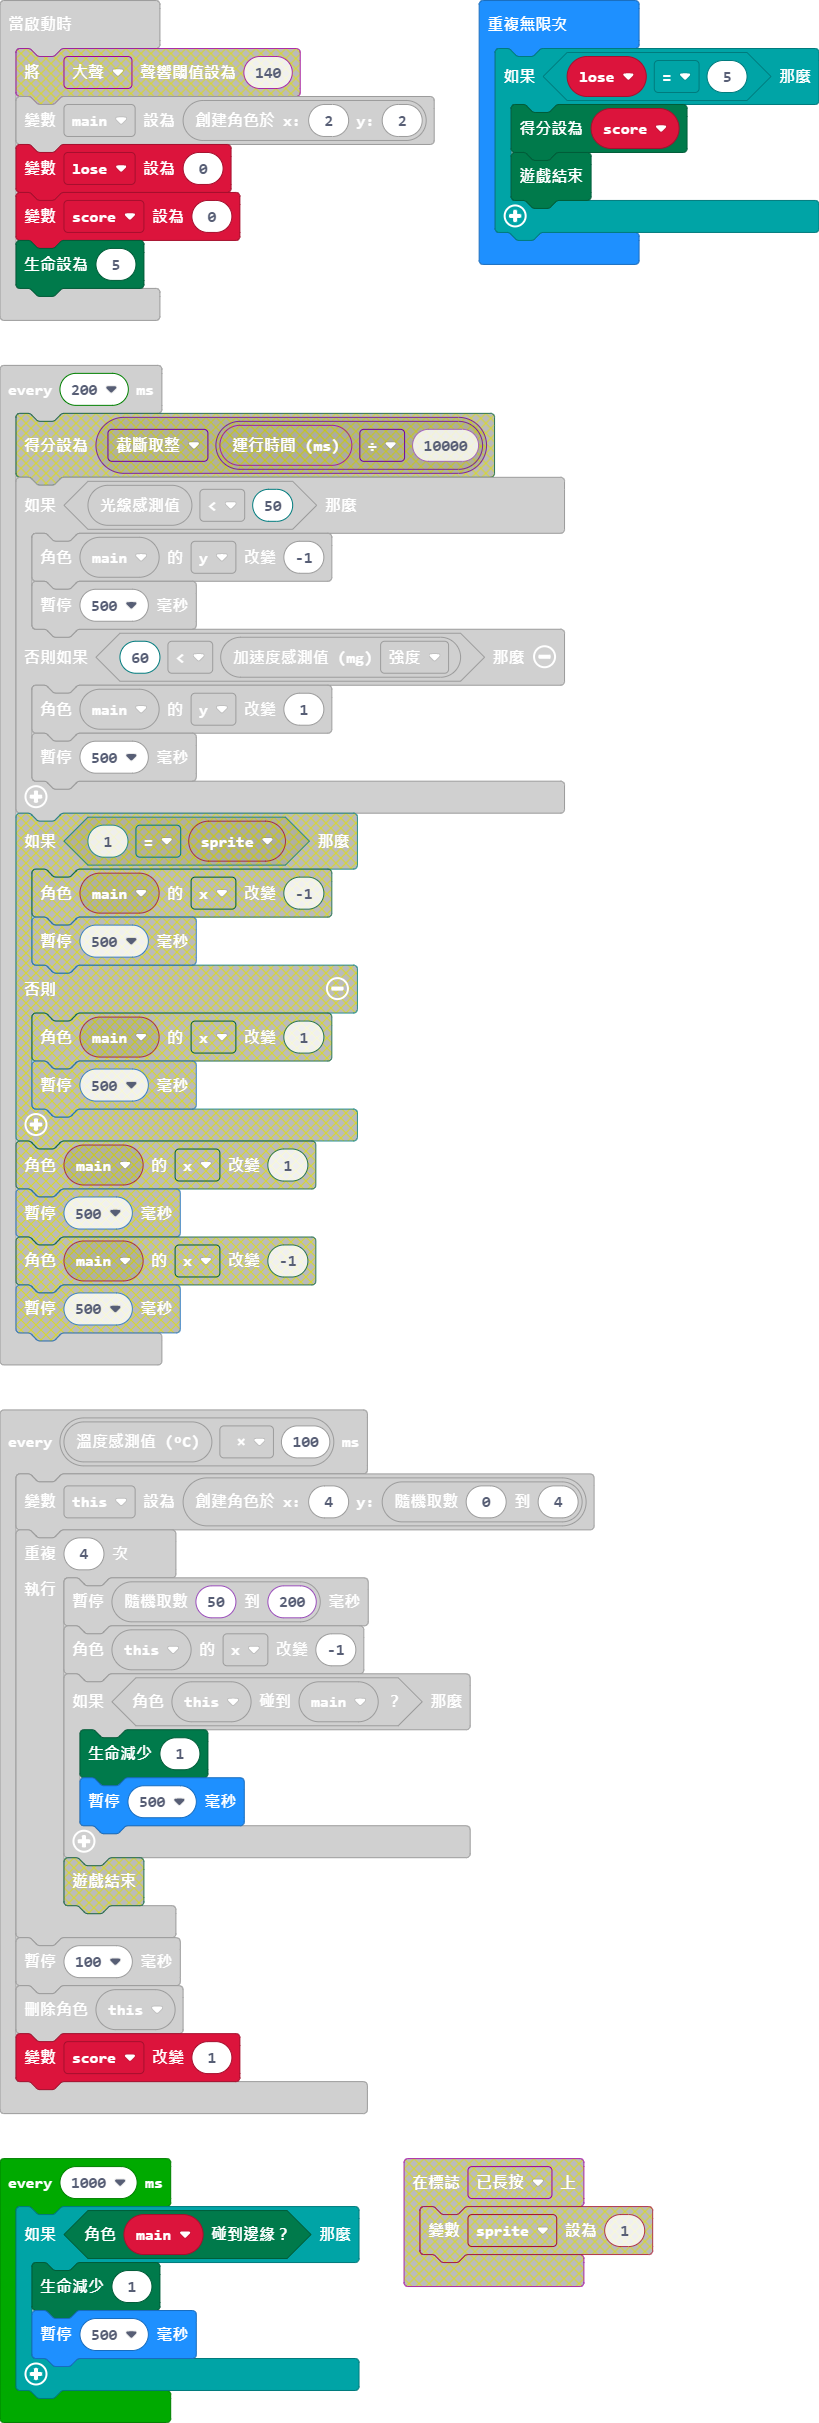 當啟動時
將 大聲 聲響閾值設為 140
變數 main 設為 創建角色於 x: 2 y: 2
變數 lose 設為 0
變數 score 設為 0
生命設為 5
重複無限次
如果 lose = 5 那麼
得分設為 score
遊戲結束
every 200 ms
得分設為 截斷取整 運行時間 (ms) ÷ 10000
如果 光線感測值 < 50 那麼
角色 main 的 y 改變 -1
暫停 500 毫秒
否則如果 60 < 加速度感測值 (mg) 強度 那麼
角色 main 的 y 改變 1
暫停 500 毫秒
如果 1 = sprite 那麼
角色 main 的 x 改變 -1
暫停 500 毫秒
否則
角色 main 的 x 改變 1
暫停 500 毫秒
角色 main 的 x 改變 1
暫停 500 毫秒
角色 main 的 x 改變 -1
暫停 500 毫秒
every 溫度感測值 (°C) × 100 ms
變數 this 設為 創建角色於 x: 4 y: 隨機取數 0 到 4
重複 4 次
執行
暫停 隨機取數 50 到 200 毫秒
角色 this 的 x 改變 -1
如果 角色 this 碰到 main ? 那麼
生命減少 1
暫停 500 毫秒
遊戲結束
暫停 100 毫秒
刪除角色 this
變數 score 改變 1
every 1000 ms
如果 角色 main 碰到邊緣？ 那麼
生命減少 1
暫停 500 毫秒
在標誌 已長按 上
變數 sprite 設為 1